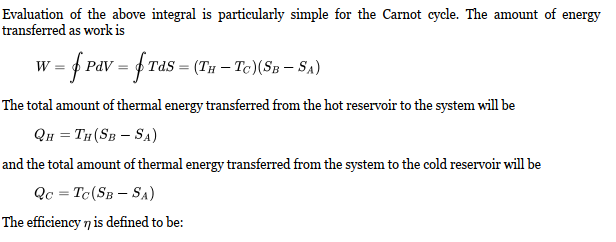 Evaluation of the above integral is particularly simple for the Carnot cycle. The amount of energy
transferred as work is
W = ∮ PdV = ∮ TdS = (T_H − T_C)(S_B − S_A)
The total amount of thermal energy transferred from the hot reservoir to the system will be
Q_H = T_H(S_B − S_A)
and the total amount of thermal energy transferred from the system to the cold reservoir will be
Q_C = T_C(S_B − S_A)
The efficiency η is defined to be: